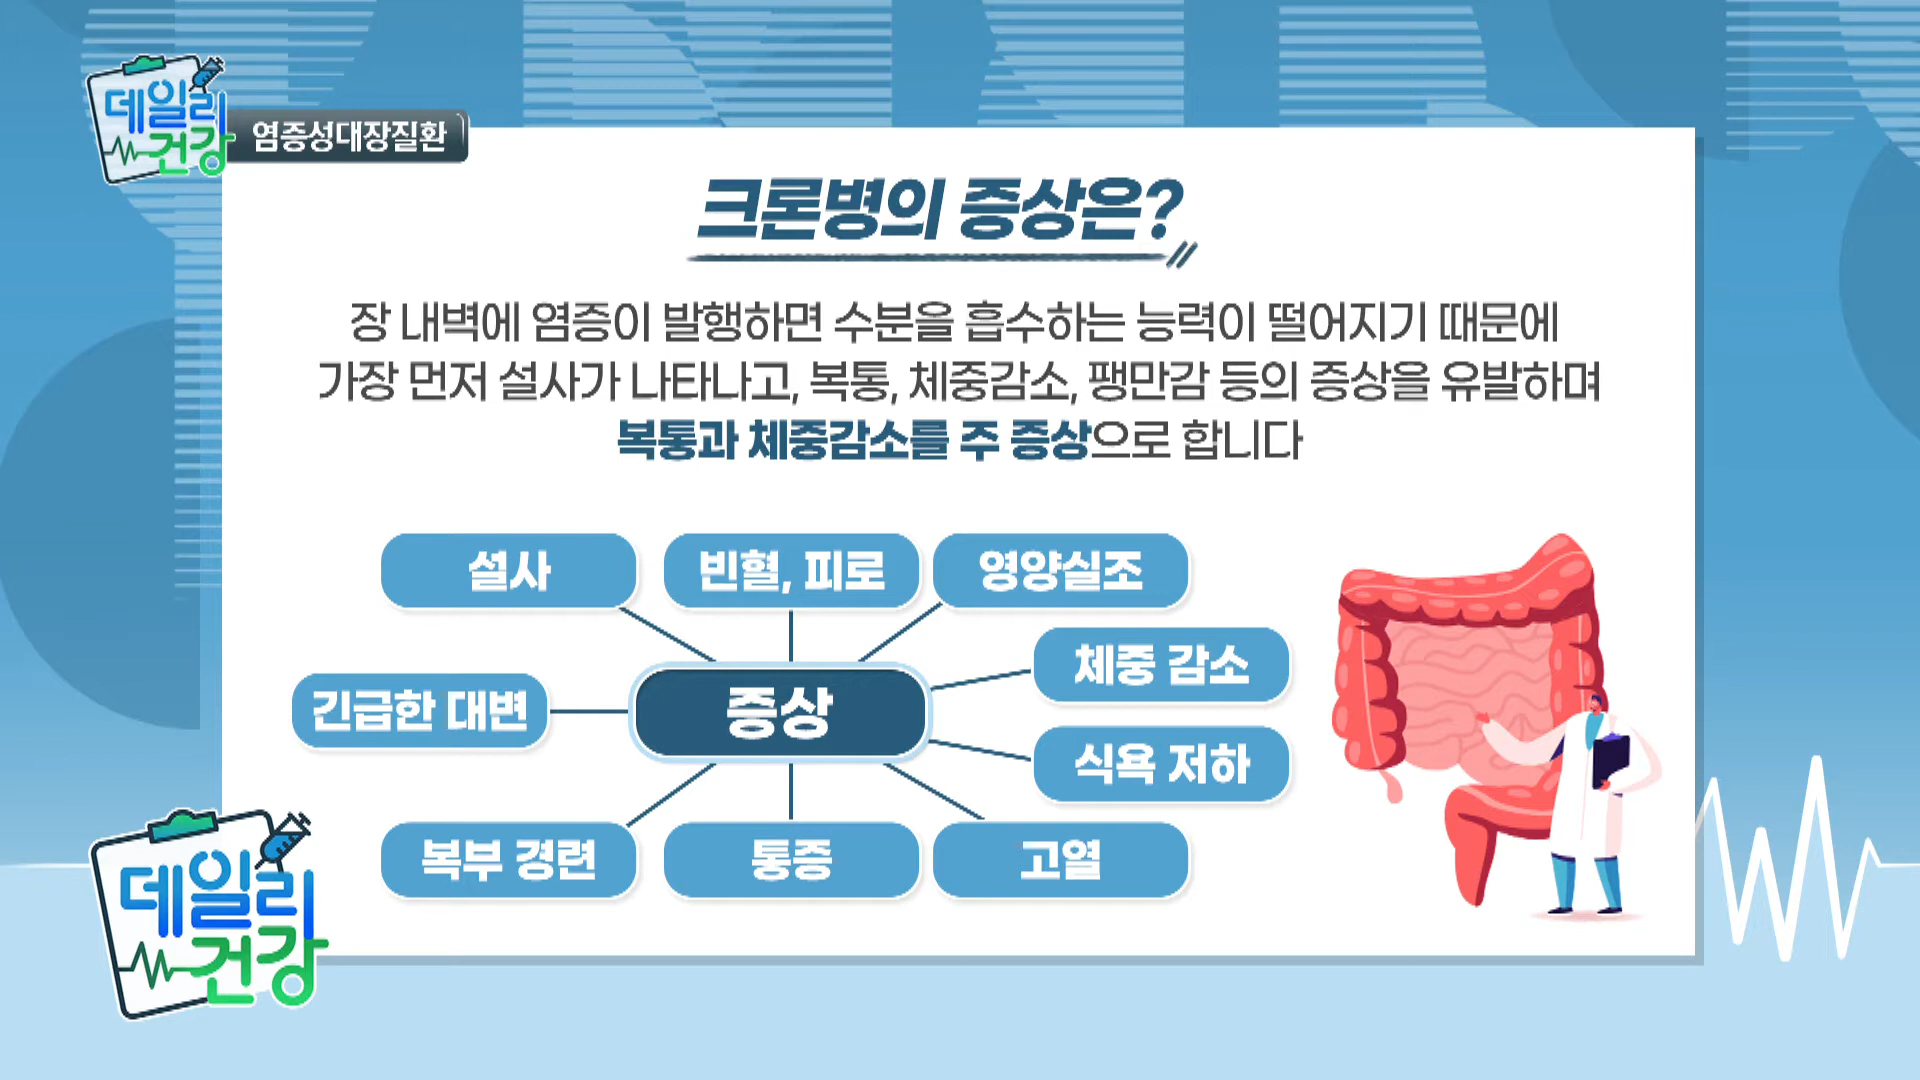 데일리
건강
염증성대장질환
크론병의 증상은?
장 내벽에 염증이 발행하면 수분을 흡수하는 능력이 떨어지기 때문에
가장 먼저 설사가 나타나고, 복통, 체중감소, 팽만감 등의 증상을 유발하며
복통과 체중감소를 주 증상으로 합니다
설사
빈혈, 피로
영양실조
체중 감소
긴급한 대변
증상
식욕 저하
복부 경련
통증
고열
데일리
건강